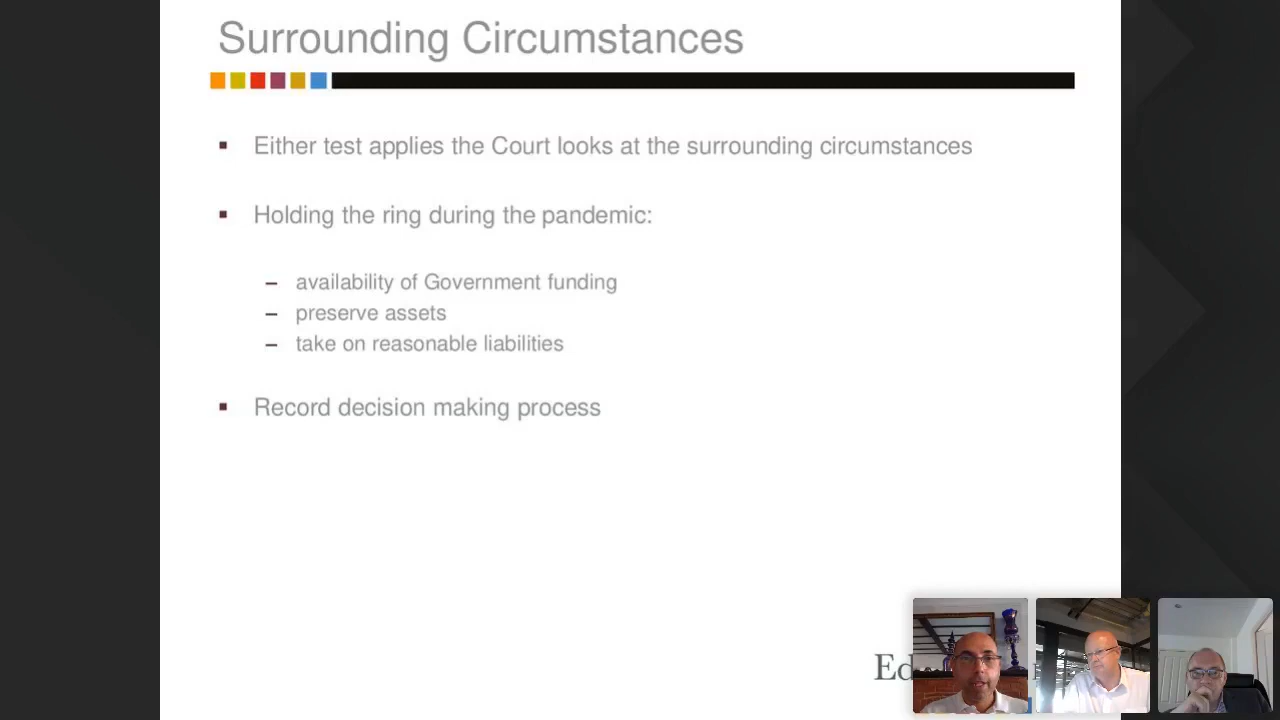 Surrounding Circumstances
Either test applies the Court looks at the surrounding circumstances
Holding the ring during the pandemic:
– availability of Government funding
– preserve assets
– take on reasonable liabilities
Record decision making process